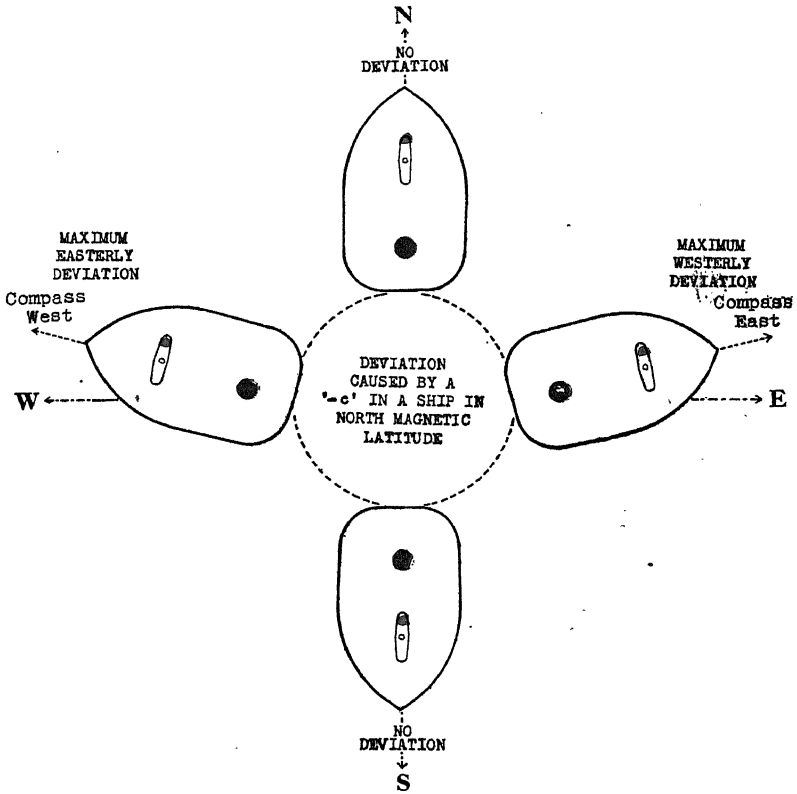 N
NO
DEVIATION
MAXIMUM
EASTERLY
DEVIATION
Compass
West
W
MAXIMUM
WESTERLY
DEVIATION
Compass
East
E
DEVIATION
CAUSED BY A
'-c' IN A SHIP IN
NORTH MAGNETIC
LATITUDE
NO
DEVIATION
S